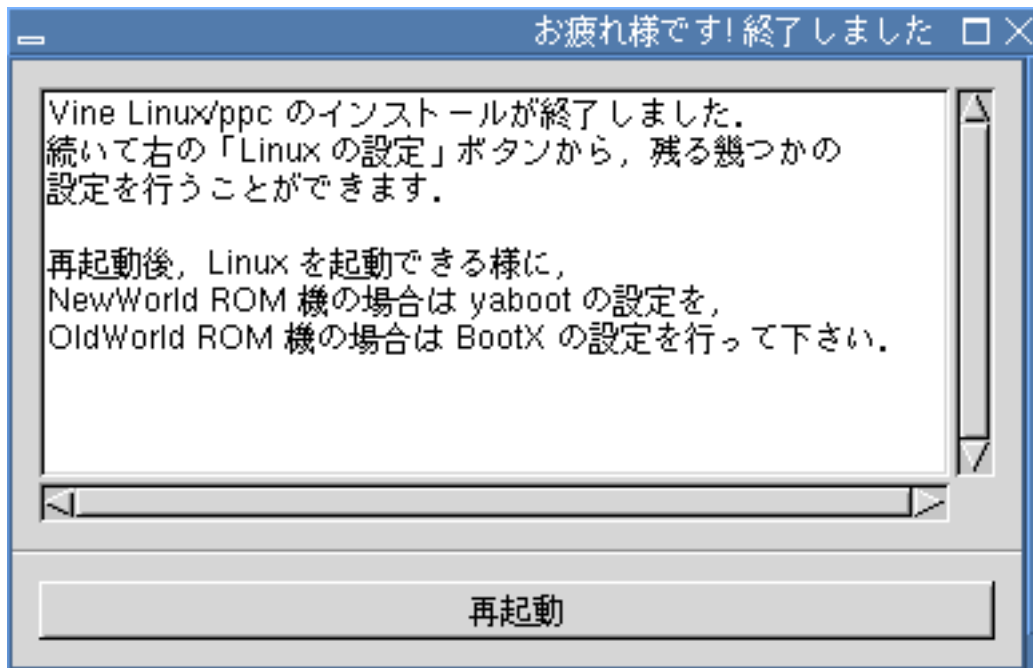 お疲れ様です!終了しました
Vine Linux/ppc のインストールが終了しました.
続いて右の「Linux の設定」ボタンから, 残る幾つかの
設定を行うことができます.
再起動後, Linux を起動できる様に,
NewWorld ROM 機の場合は yaboot の設定を,
OldWorld ROM 機の場合は BootX の設定を行って下さい.
再起動